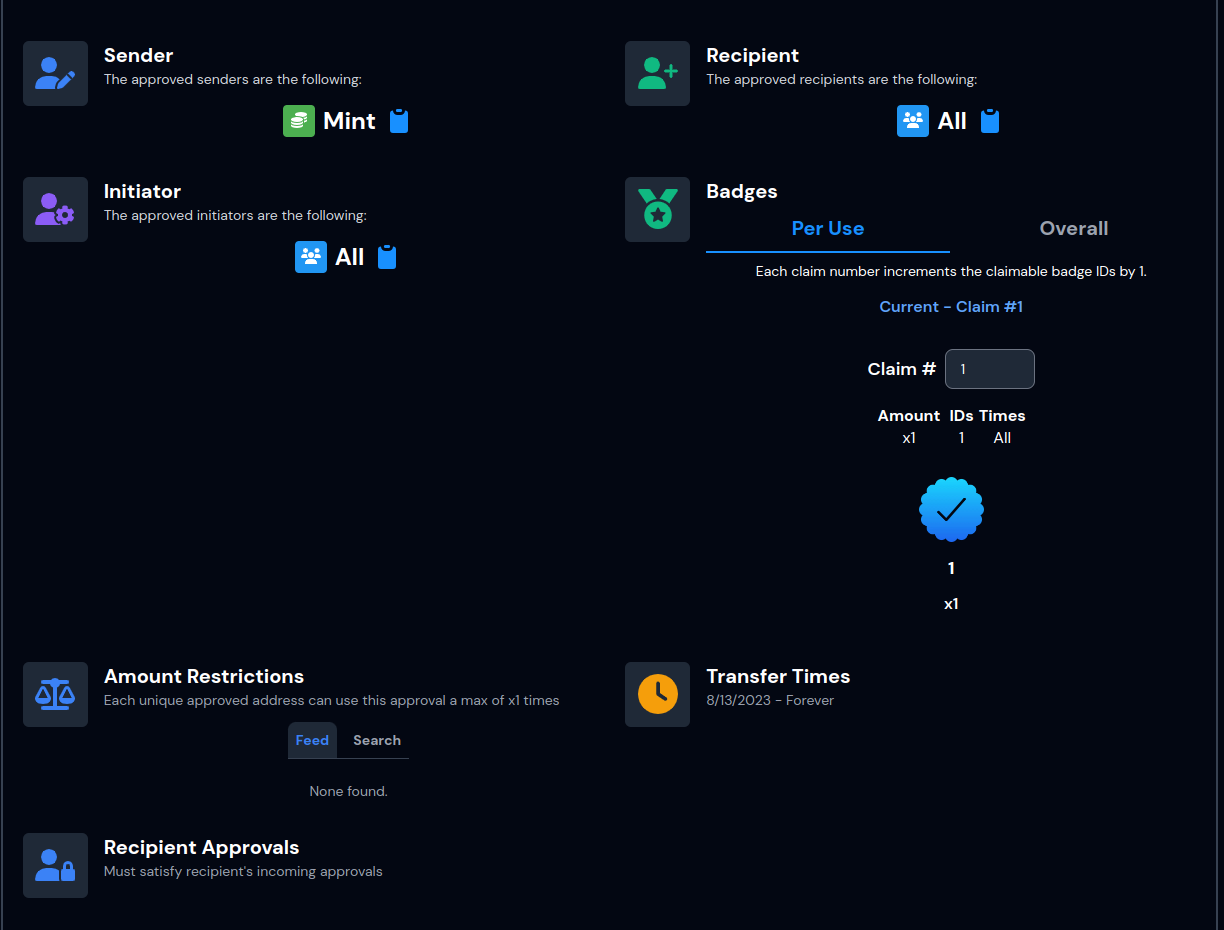 Sender
The approved senders are the following:
Mint
Recipient
The approved recipients are the following:
All
Initiator
The approved initiators are the following:
All
Badges
Per Use Overall
Each claim number increments the claimable badge IDs by 1.
Current - Claim #1
Claim # 1
Amount IDs Times
x1 1 All
1
x1
Amount Restrictions
Each unique approved address can use this approval a max of x1 times
Feed Search
None found.
Transfer Times
8/13/2023 - Forever
Recipient Approvals
Must satisfy recipient's incoming approvals